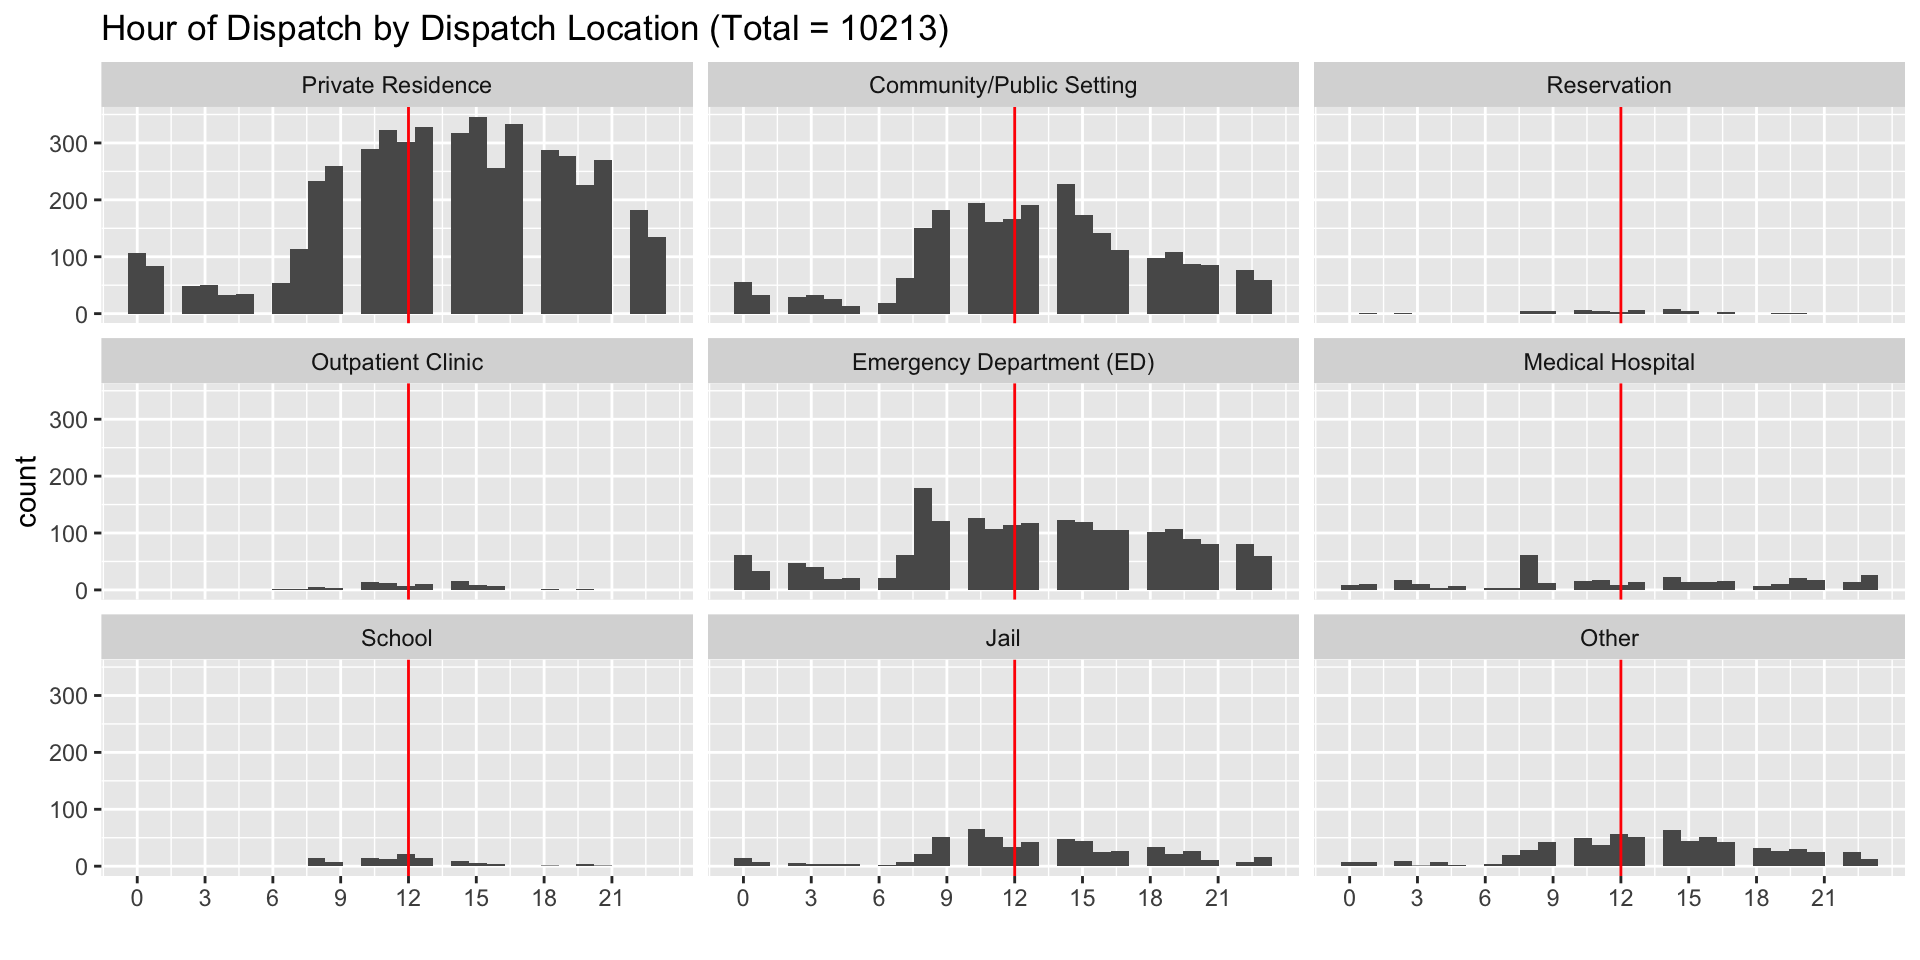 Hour of Dispatch by Dispatch Location (Total = 10213)
Private Residence
Community/Public Setting
Reservation
300
200
100
0
Outpatient Clinic
Emergency Department (ED)
Medical Hospital
300
200
100
0
count
School
Jail
Other
300
200
100
0
0 3 6 9 12 15 18 21
0 3 6 9 12 15 18 21
0 3 6 9 12 15 18 21